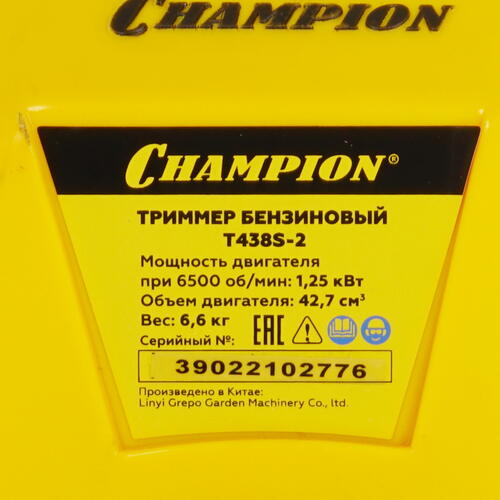 CHAMPION
CHAMPION®
ТРИММЕР БЕНЗИНОВЫЙ
T438S-2
Мощность двигателя
при 6500 об/мин: 1,25 кВт
Объем двигателя: 42,7 см³
Вес: 6,6 кг
Серийный №:
EAC
39022102776
Произведено в Китае:
Linyi Grepo Garden Machinery Co., ltd.